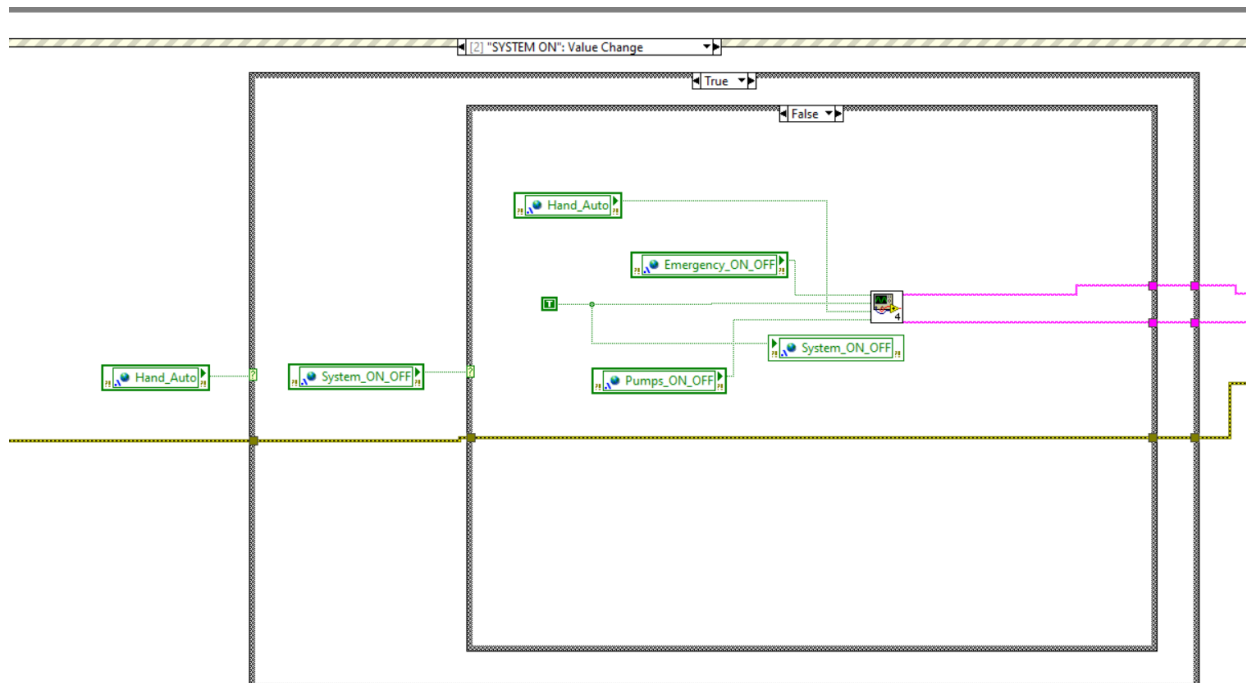 [2] "SYSTEM ON": Value Change
True
False
Hand_Auto
Emergency_ON_OFF
T
4
System_ON_OFF
Hand_Auto
?
System_ON_OFF
?
Pumps_ON_OFF